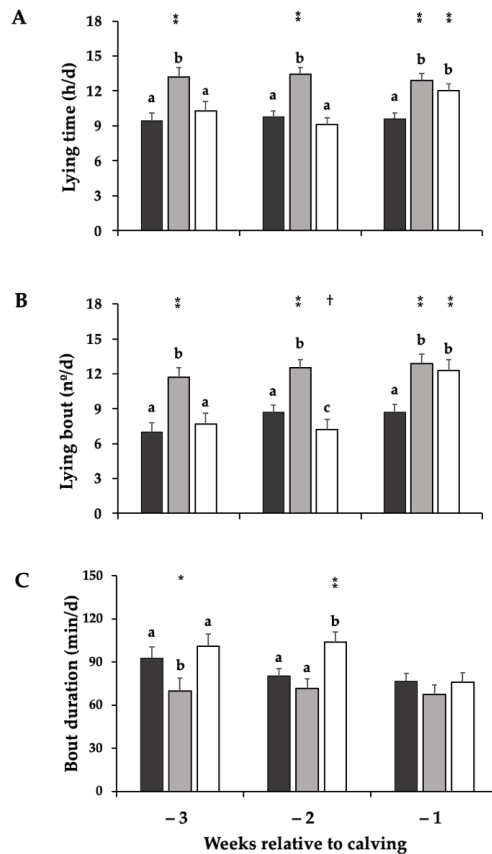 A
Lying time (h/d)
18
15
12
9
6
3
0
** ** ** **
a b a a b a a b b
B
Lying bout (nº/d)
18
15
12
9
6
3
0
** ** † ** **
a b a a b c a b b
C
Bout duration (min/d)
150
120
90
60
30
0
* **
a b a a a b
– 3 – 2 – 1
Weeks relative to calving